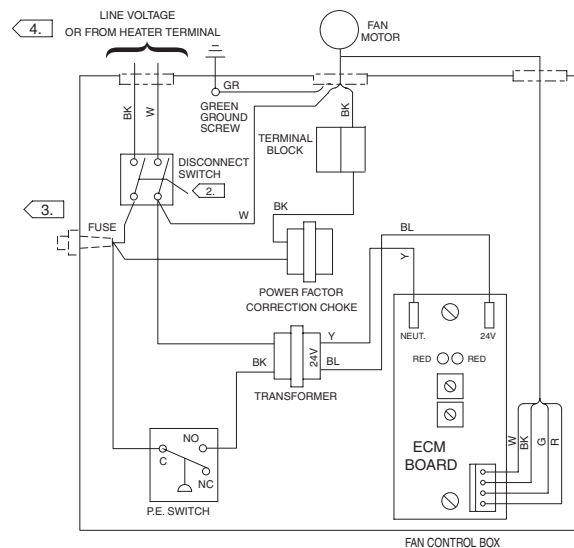 4.
LINE VOLTAGE
OR FROM HEATER TERMINAL
FAN
MOTOR
GR
BK
W
GREEN
GROUND
SCREW
BK
TERMINAL
BLOCK
DISCONNECT
SWITCH
2.
3.
FUSE
W
BK
BL
Y
POWER FACTOR
CORRECTION CHOKE
NEUT.
24V
Y
BK
24V
BL
RED
RED
TRANSFORMER
NO
C
NC
P.E. SWITCH
ECM
BOARD
W
BK
G
R
FAN CONTROL BOX